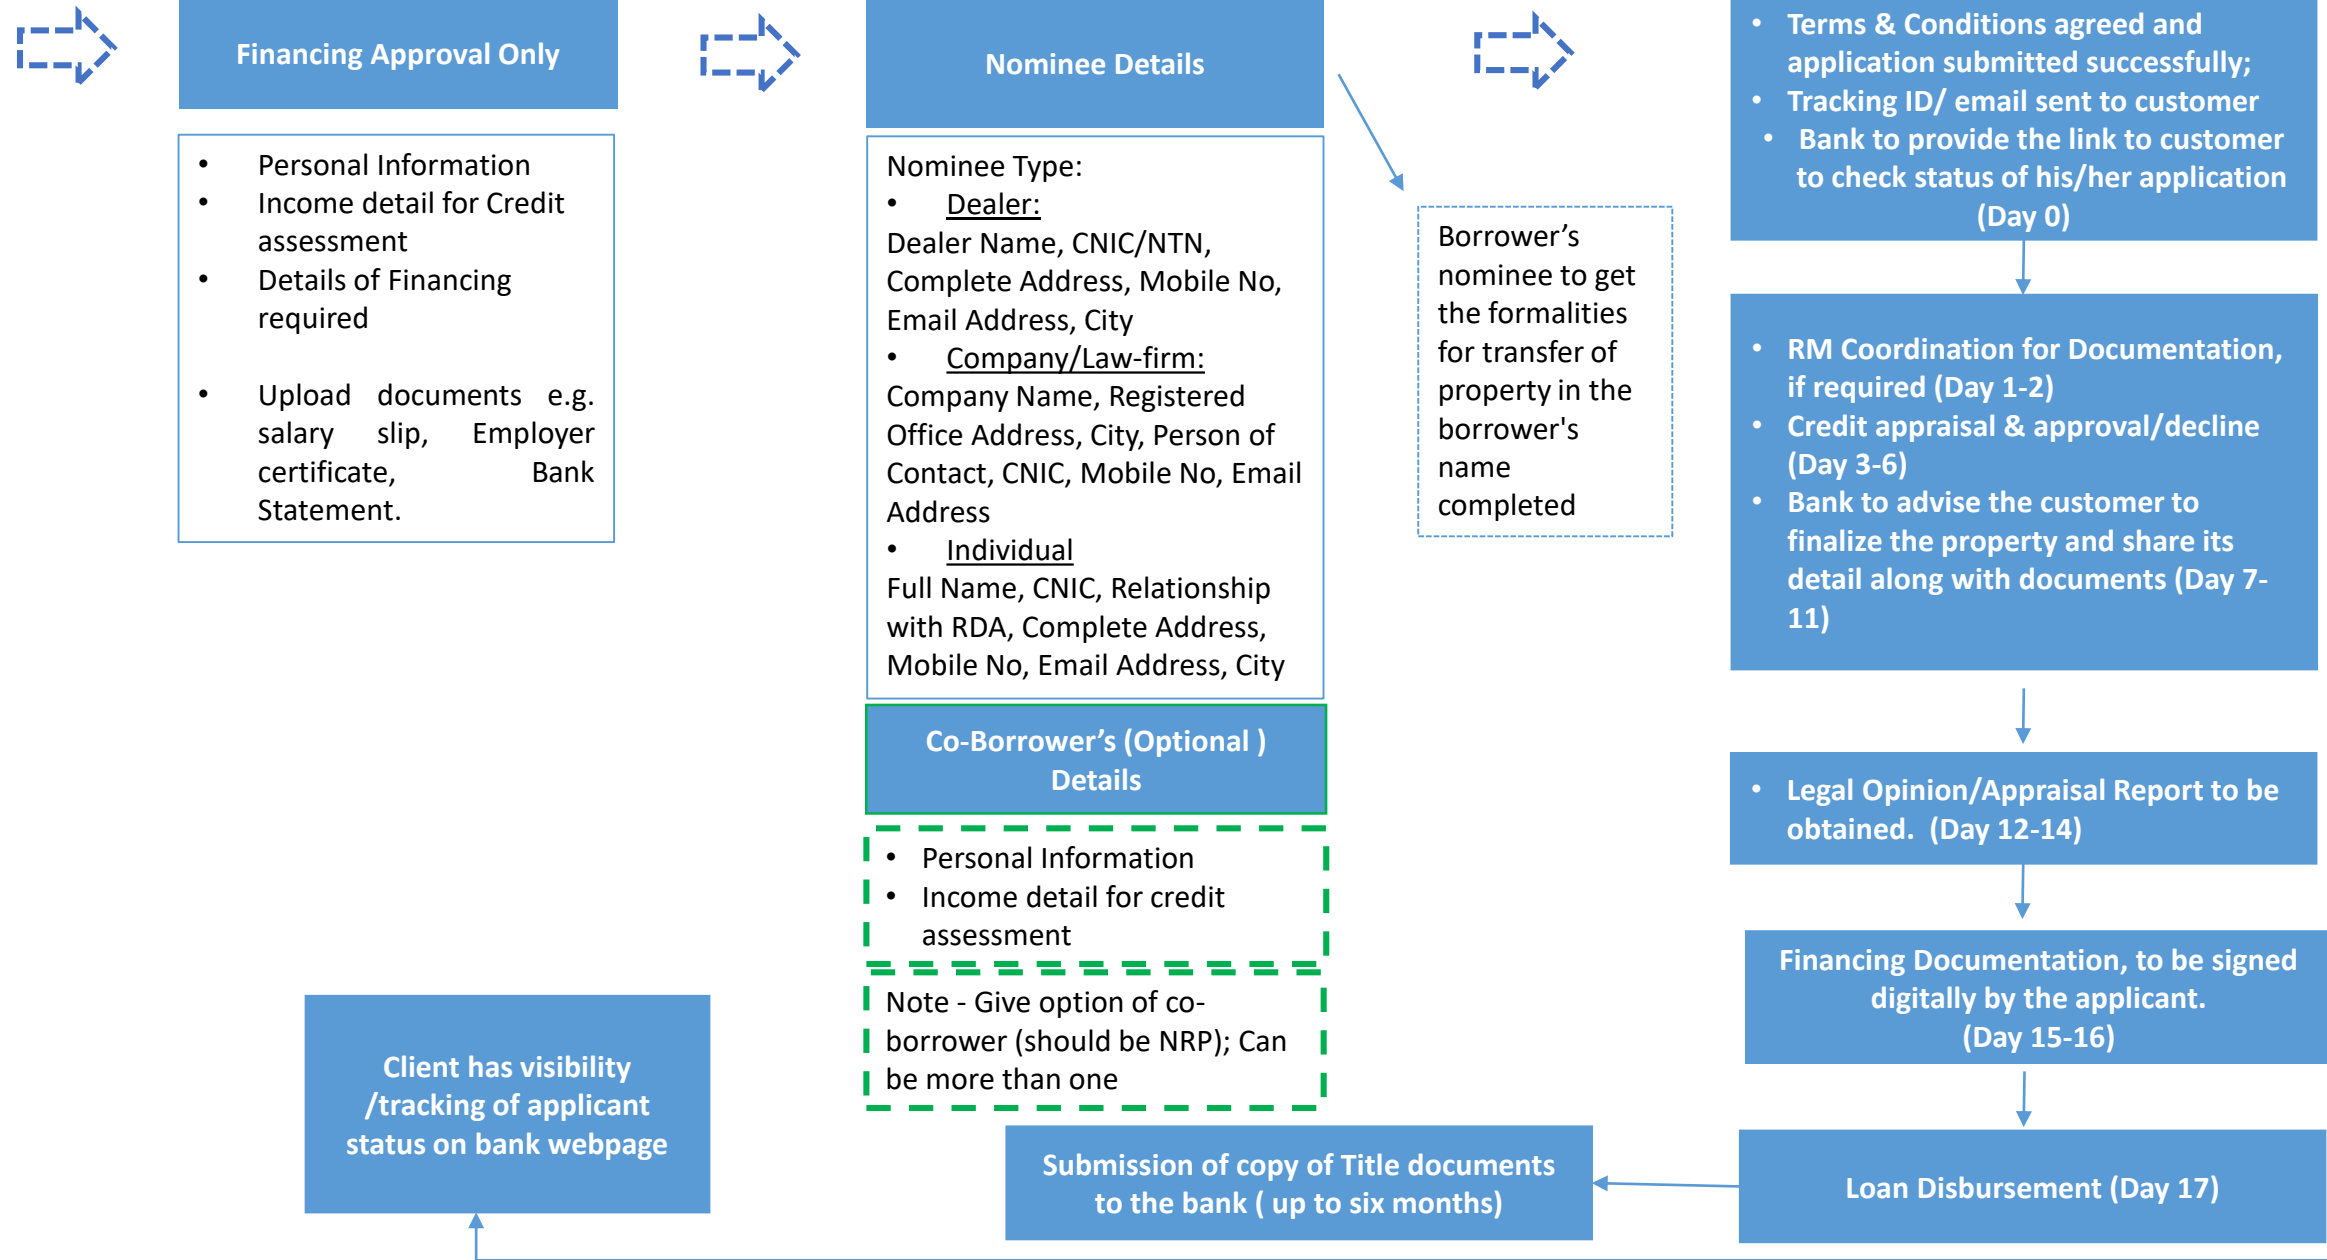 Financing Approval Only
• Personal Information
• Income detail for Credit
assessment
• Details of Financing
required
• Upload documents e.g.
salary slip, Employer
certificate, Bank
Statement.
Nominee Details
Nominee Type:
• Dealer:
Dealer Name, CNIC/NTN,
Complete Address, Mobile No,
Email Address, City
• Company/Law-firm:
Company Name, Registered
Office Address, City, Person of
Contact, CNIC, Mobile No, Email
Address
• Individual
Full Name, CNIC, Relationship
with RDA, Complete Address,
Mobile No, Email Address, City
Co-Borrower’s (Optional )
Details
• Personal Information
• Income detail for credit
assessment
Note - Give option of co-
borrower (should be NRP); Can
be more than one
Borrower’s
nominee to get
the formalities
for transfer of
property in the
borrower's
name
completed
• Terms & Conditions agreed and
application submitted successfully;
• Tracking ID/ email sent to customer
• Bank to provide the link to customer
to check status of his/her application
(Day 0)
• RM Coordination for Documentation,
if required (Day 1-2)
• Credit appraisal & approval/decline
(Day 3-6)
• Bank to advise the customer to
finalize the property and share its
detail along with documents (Day 7-
11)
• Legal Opinion/Appraisal Report to be
obtained. (Day 12-14)
Financing Documentation, to be signed
digitally by the applicant.
(Day 15-16)
Loan Disbursement (Day 17)
Submission of copy of Title documents
to the bank ( up to six months)
Client has visibility
/tracking of applicant
status on bank webpage